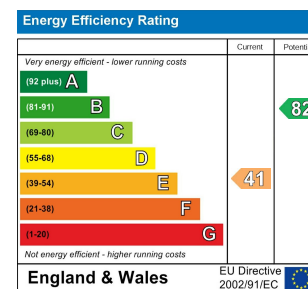 Energy Efficiency Rating
Current Potenti
Very energy efficient - lower running costs
(92 plus) A
(81-91) B
82
(69-80) C
(55-68) D
(39-54) E
41
(21-38) F
(1-20) G
Not energy efficient - higher running costs
England & Wales
EU Directive
2002/91/EC